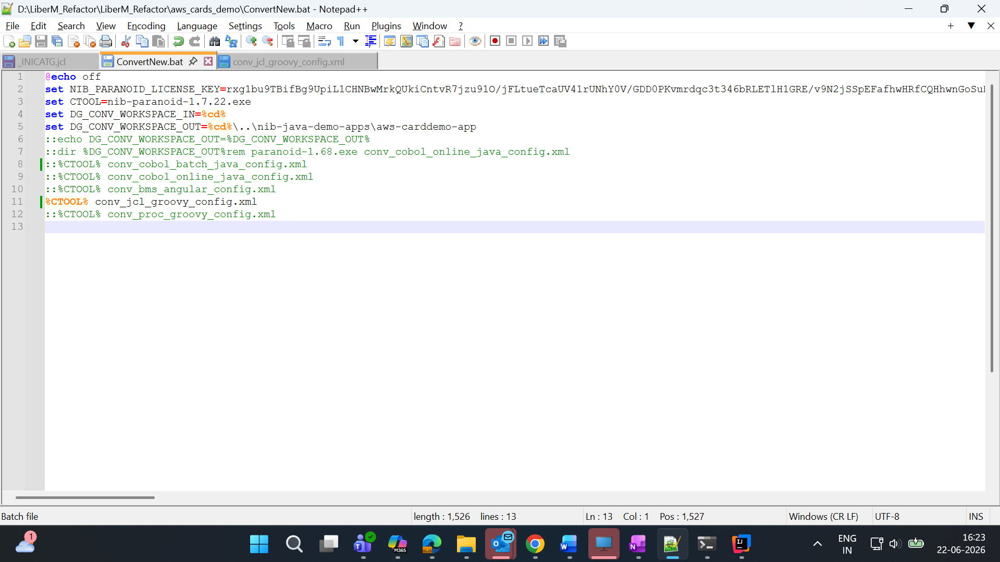 D:\LiberM_Refactor\LiberM_Refactor\aws_cards_demo\ConvertNew.bat - Notepad++
File Edit Search View Encoding Language Settings Tools Macro Run Plugins Window ?
_INICATG.jcl ConvertNew.bat conv_jcl_groovy_config.xml
1 @echo off
2 set NIB_PARANOID_LICENSE_KEY=rxglbu9TBifBg9UpiL1CHNBwMrkQUkiCntvR7jzu91O/jFLtueTcaUV41rUNhY0V/GDD0PKvmrdqc3t346bRLETlH1GRE/v9N2jSSpEFafhwHRfCQHhwnGoSu
3 set CTOOL=nib-paranoid-1.7.22.exe
4 set DG_CONV_WORKSPACE_IN=%cd%
5 set DG_CONV_WORKSPACE_OUT=%cd%\..\nib-java-demo-apps\aws-carddemo-app
6 ::echo DG_CONV_WORKSPACE_OUT=%DG_CONV_WORKSPACE_OUT%
7 ::dir %DG_CONV_WORKSPACE_OUT%rem paranoid-1.68.exe conv_cobol_online_java_config.xml
8 ::%CTOOL% conv_cobol_batch_java_config.xml
9 ::%CTOOL% conv_cobol_online_java_config.xml
10 ::%CTOOL% conv_bms_angular_config.xml
11 %CTOOL% conv_jcl_groovy_config.xml
12 ::%CTOOL% conv_proc_groovy_config.xml
13
Batch file length : 1,526 lines : 13 Ln : 13 Col : 1 Pos : 1,527 Windows (CR LF) UTF-8 INS
1 M365 ENG 16:23
IN 22-06-2026